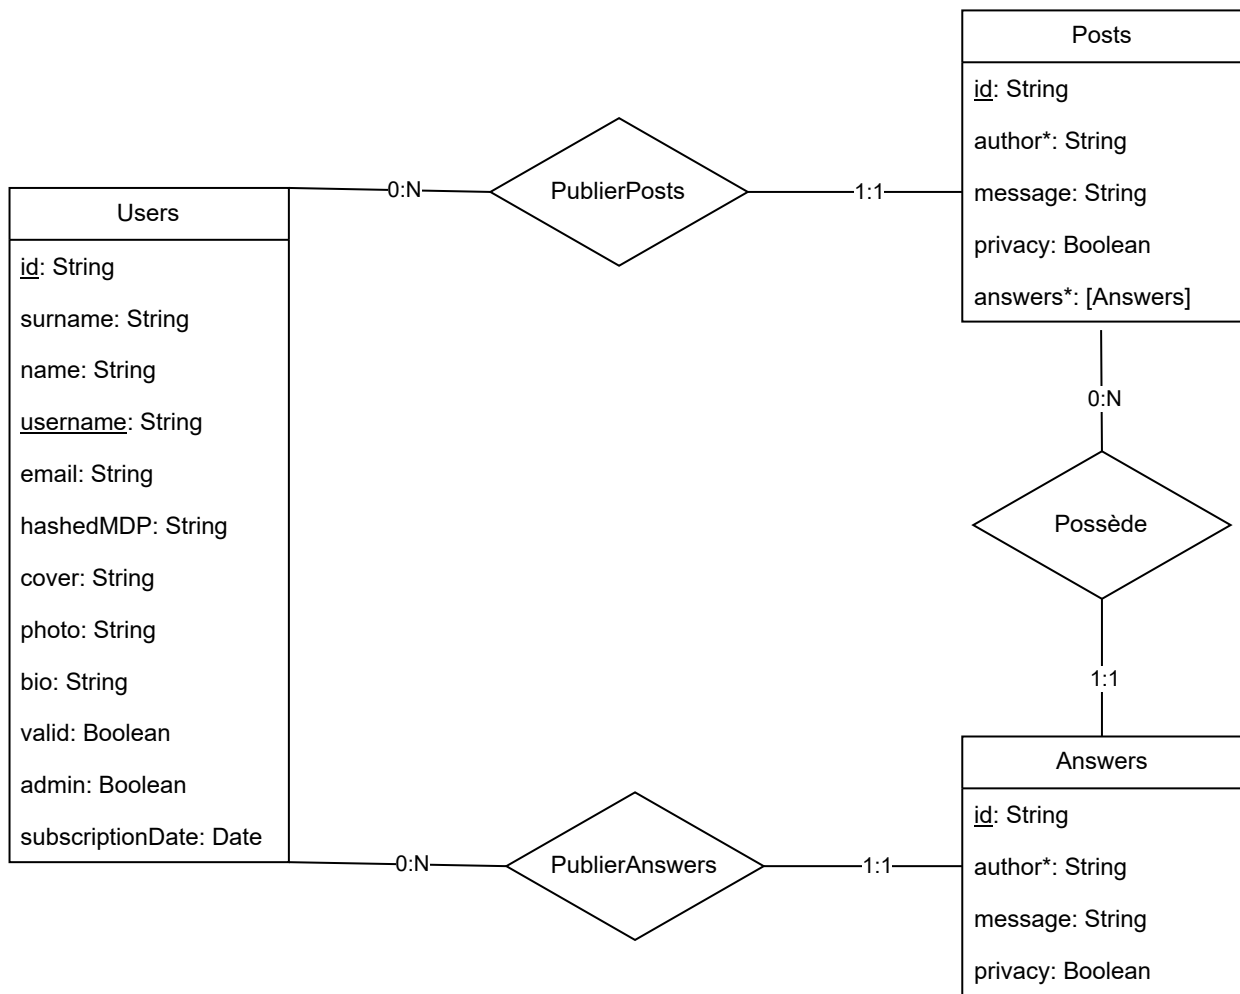 Posts
id: String
author*: String
message: String
privacy: Boolean
answers*: [Answers]
0:N
PublierPosts
1:1
Users
id: String
surname: String
name: String
username: String
email: String
hashedMDP: String
cover: String
photo: String
bio: String
valid: Boolean
admin: Boolean
subscriptionDate: Date
0:N
Possède
1:1
0:N
PublierAnswers
1:1
Answers
id: String
author*: String
message: String
privacy: Boolean